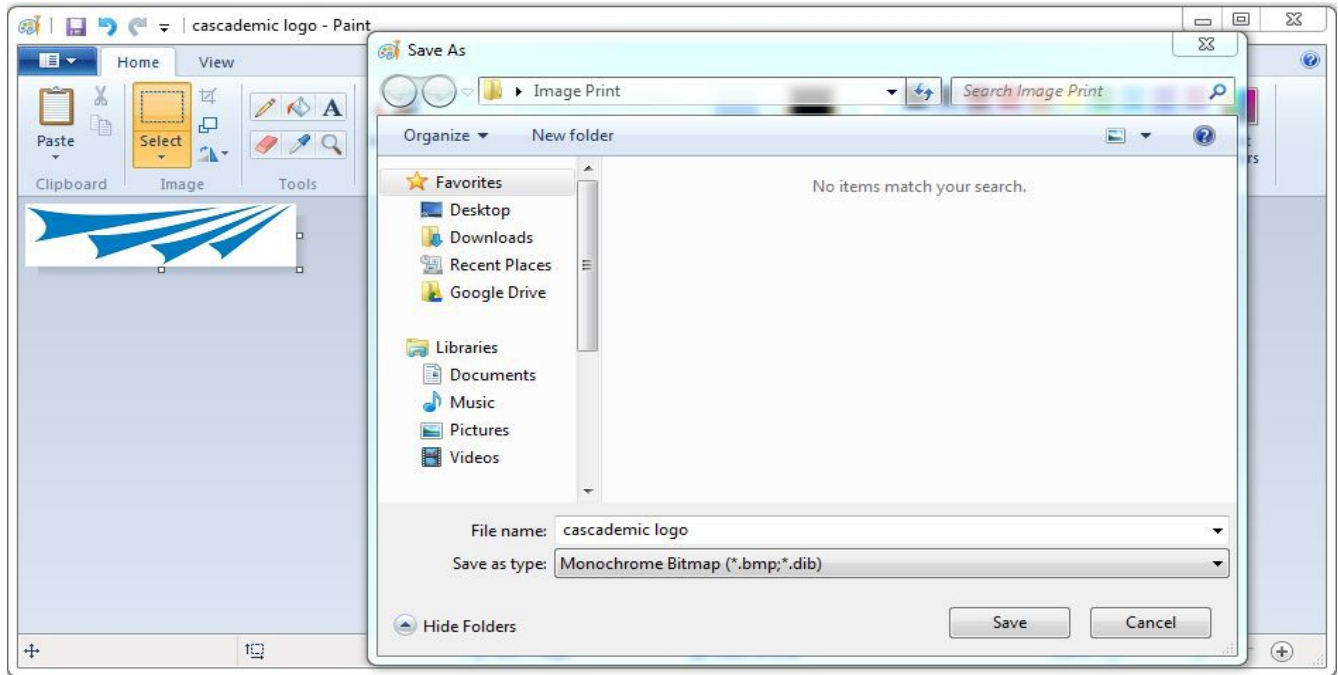 cascademic logo - Paint
Save As
Home View
Image Print
Search Image Print
Organize New folder
Paste
Select
Clipboard Image Tools
Favorites
Desktop
Downloads
Recent Places
Google Drive
Libraries
Documents
Music
Pictures
Videos
No items match your search.
File name: cascademic logo
Save as type: Monochrome Bitmap (*.bmp;*.dib)
Hide Folders
Save Cancel